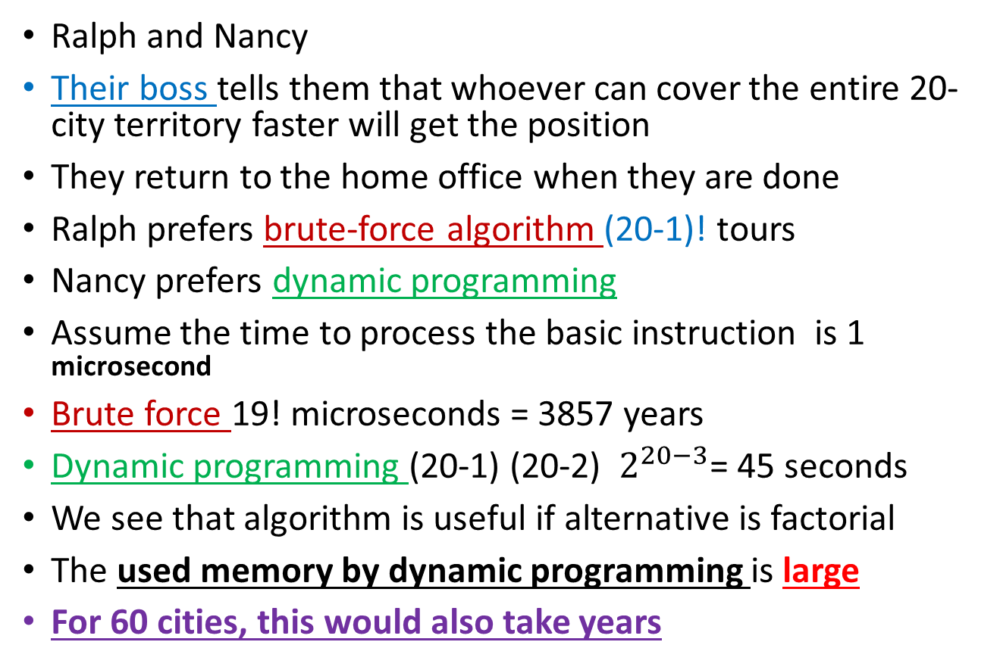 • Ralph and Nancy
• Their boss tells them that whoever can cover the entire 20-
city territory faster will get the position
• They return to the home office when they are done
• Ralph prefers brute-force algorithm (20-1)! tours
• Nancy prefers dynamic programming
• Assume the time to process the basic instruction  is 1
microsecond
• Brute force 19! microseconds = 3857 years
• Dynamic programming (20-1) (20-2)  2^{20−3}= 45 seconds
• We see that algorithm is useful if alternative is factorial
• The used memory by dynamic programming is large
• For 60 cities, this would also take years